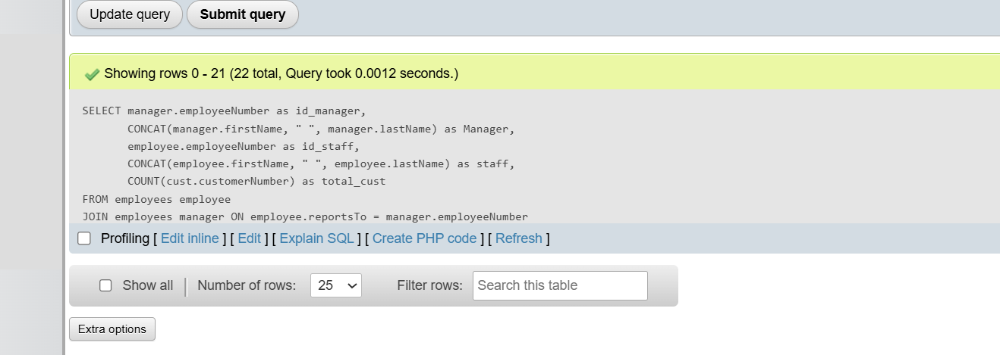 Update query Submit query
Showing rows 0 - 21 (22 total, Query took 0.0012 seconds.)
SELECT manager.employeeNumber as id_manager,
CONCAT(manager.firstName, " ", manager.lastName) as Manager,
employee.employeeNumber as id_staff,
CONCAT(employee.firstName, " ", employee.lastName) as staff,
COUNT(cust.customerNumber) as total_cust
FROM employees employee
JOIN employees manager ON employee.reportsTo = manager.employeeNumber
Profiling [ Edit inline ] [ Edit ] [ Explain SQL ] [ Create PHP code ] [ Refresh ]
Show all | Number of rows: 25 Filter rows: Search this table
Extra options